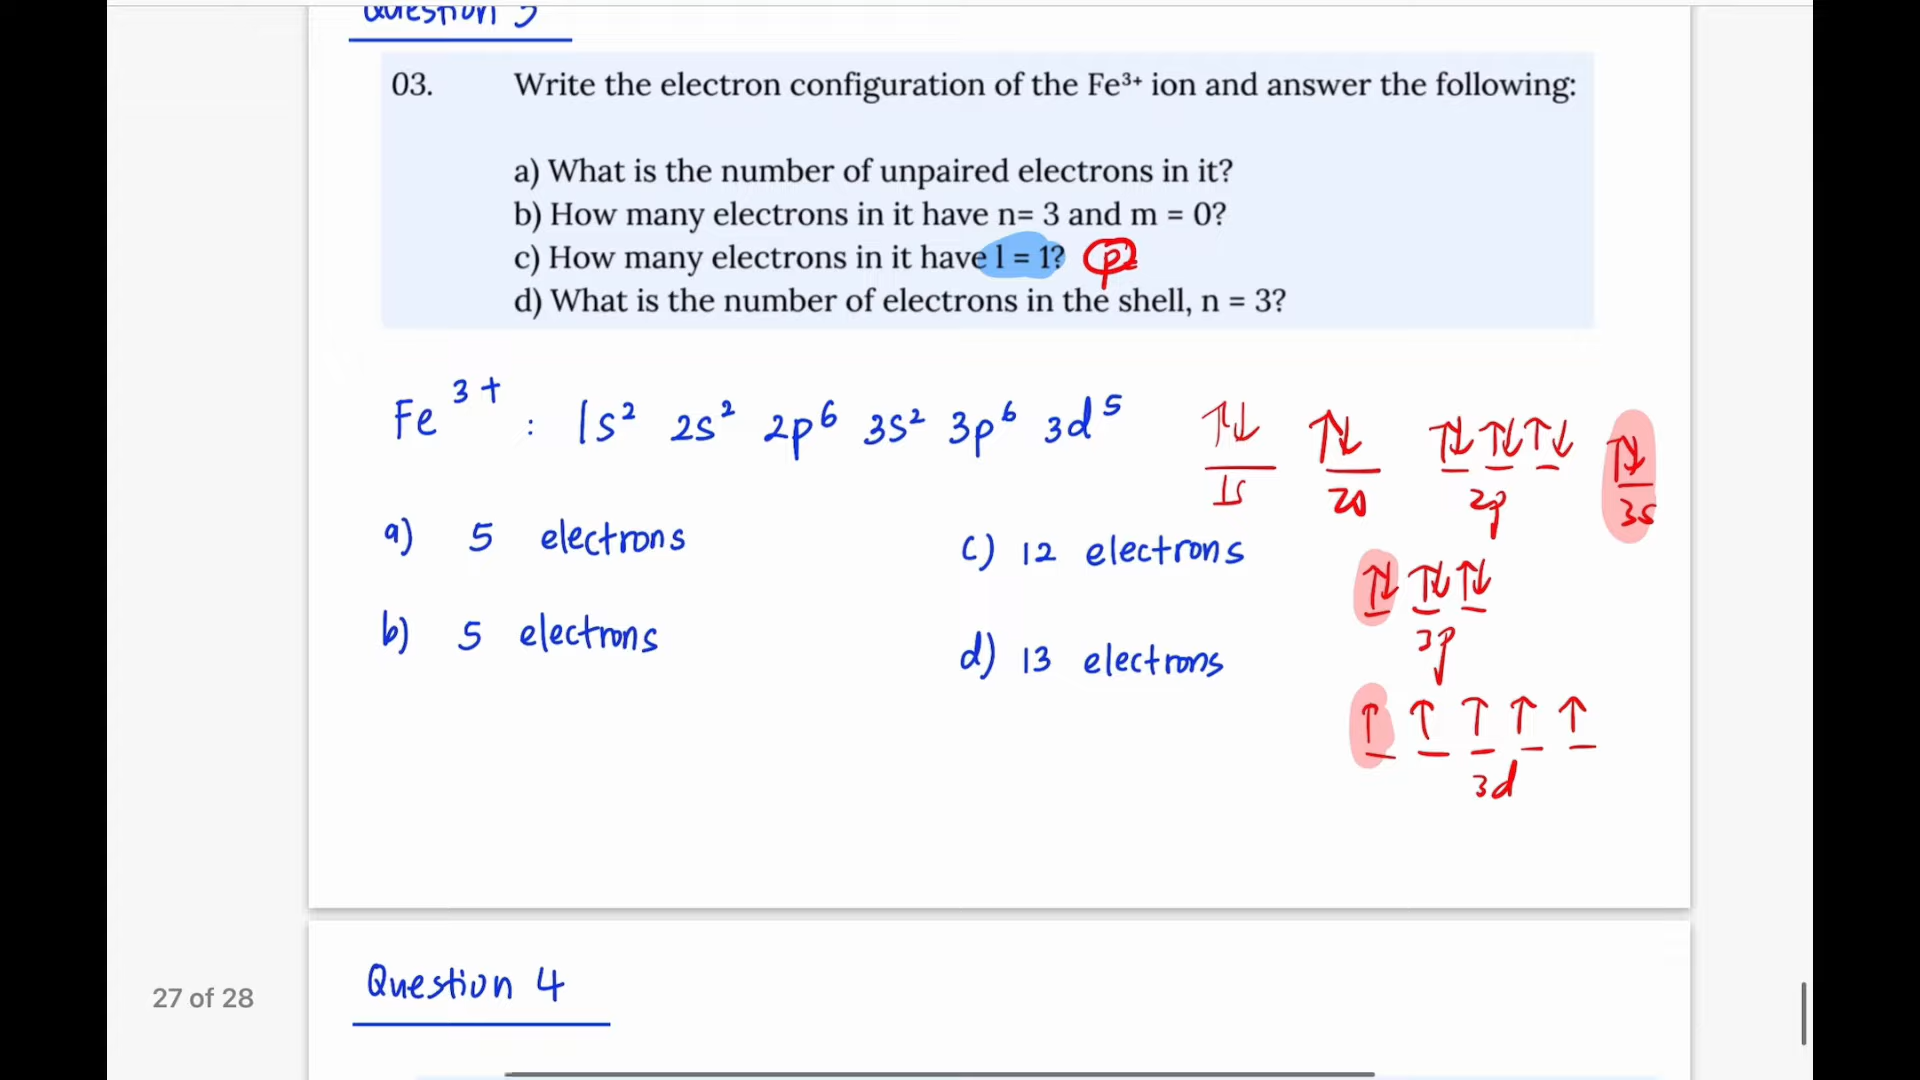 Question 3
03. Write the electron configuration of the Fe³⁺ ion and answer the following:
a) What is the number of unpaired electrons in it?
b) How many electrons in it have n= 3 and m = 0?
c) How many electrons in it have l = 1? p
d) What is the number of electrons in the shell, n = 3?
Fe³⁺ : 1s² 2s² 2p⁶ 3s² 3p⁶ 3d⁵
↑↓ ↑↓ ↑↓ ↑↓ ↑↓ ↑↓
1s 2s 2p 3s
a) 5 electrons
c) 12 electrons
↑↓ ↑↓ ↑↓
3p
b) 5 electrons
d) 13 electrons
↑ ↑ ↑ ↑ ↑
3d
Question 4
27 of 28